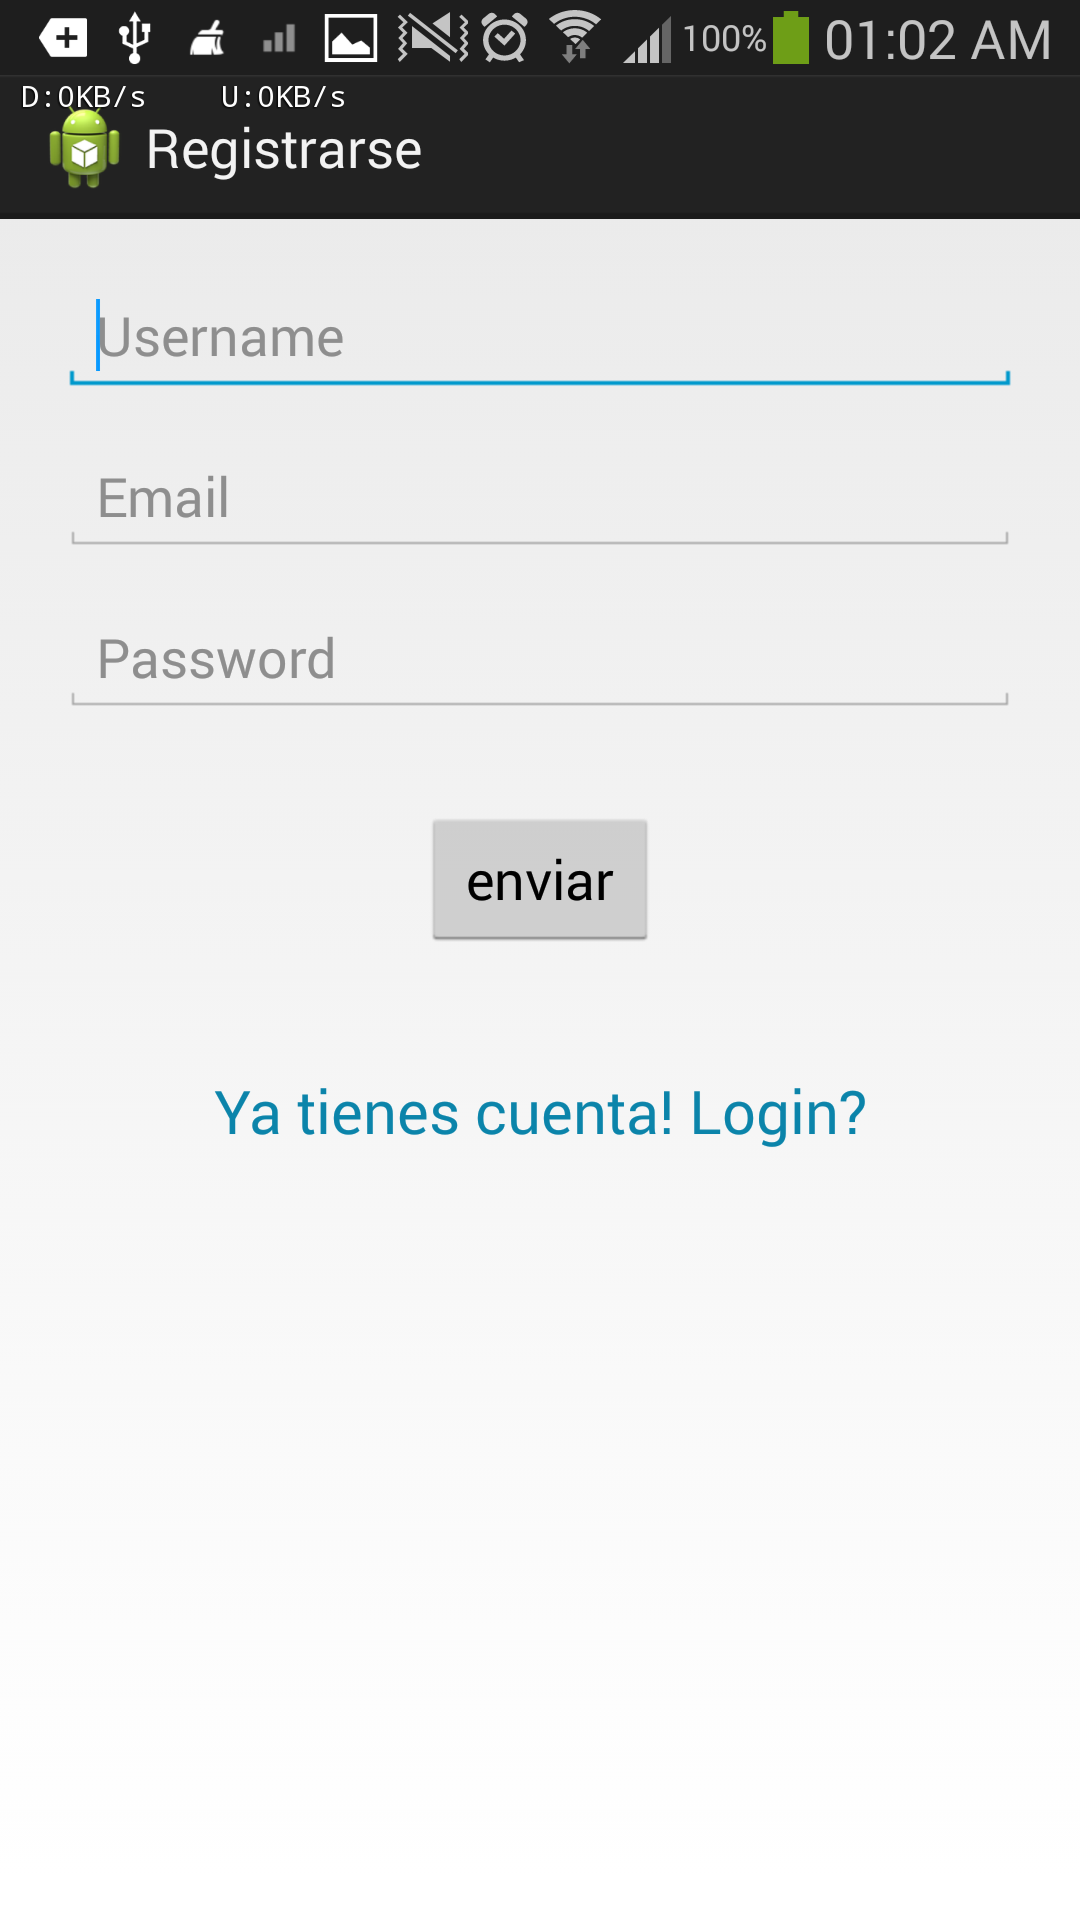 100% 01:02 AM
D:0KB/s U:0KB/s
Registrarse
Username
Email
Password
enviar
Ya tienes cuenta! Login?